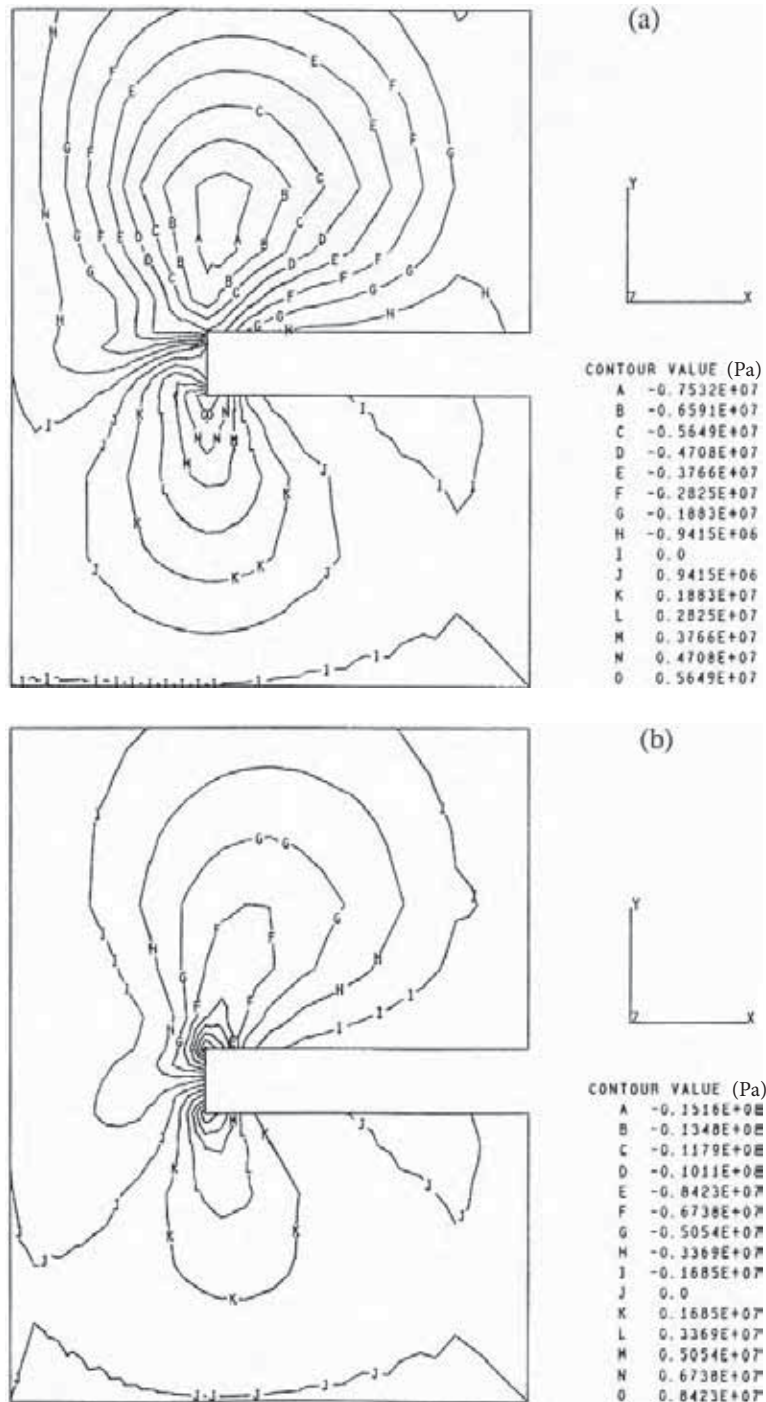 (a)
Y
Z
X
CONTOUR VALUE (Pa)
A -0.7532E+07
B -0.6591E+07
C -0.5649E+07
D -0.4708E+07
E -0.3766E+07
F -0.2825E+07
G -0.1883E+07
H -0.9415E+06
I 0.0
J 0.9415E+06
K 0.1883E+07
L 0.2825E+07
M 0.3766E+07
N 0.4708E+07
O 0.5649E+07
(b)
Y
Z
X
CONTOUR VALUE (Pa)
A -0.1516E+08
B -0.1348E+08
C -0.1179E+08
D -0.1011E+08
E -0.8423E+07
F -0.6738E+07
G -0.5054E+07
H -0.3369E+07
I -0.1685E+07
J 0.0
K 0.1685E+07
L 0.3369E+07
M 0.5054E+07
N 0.6738E+07
O 0.8423E+07